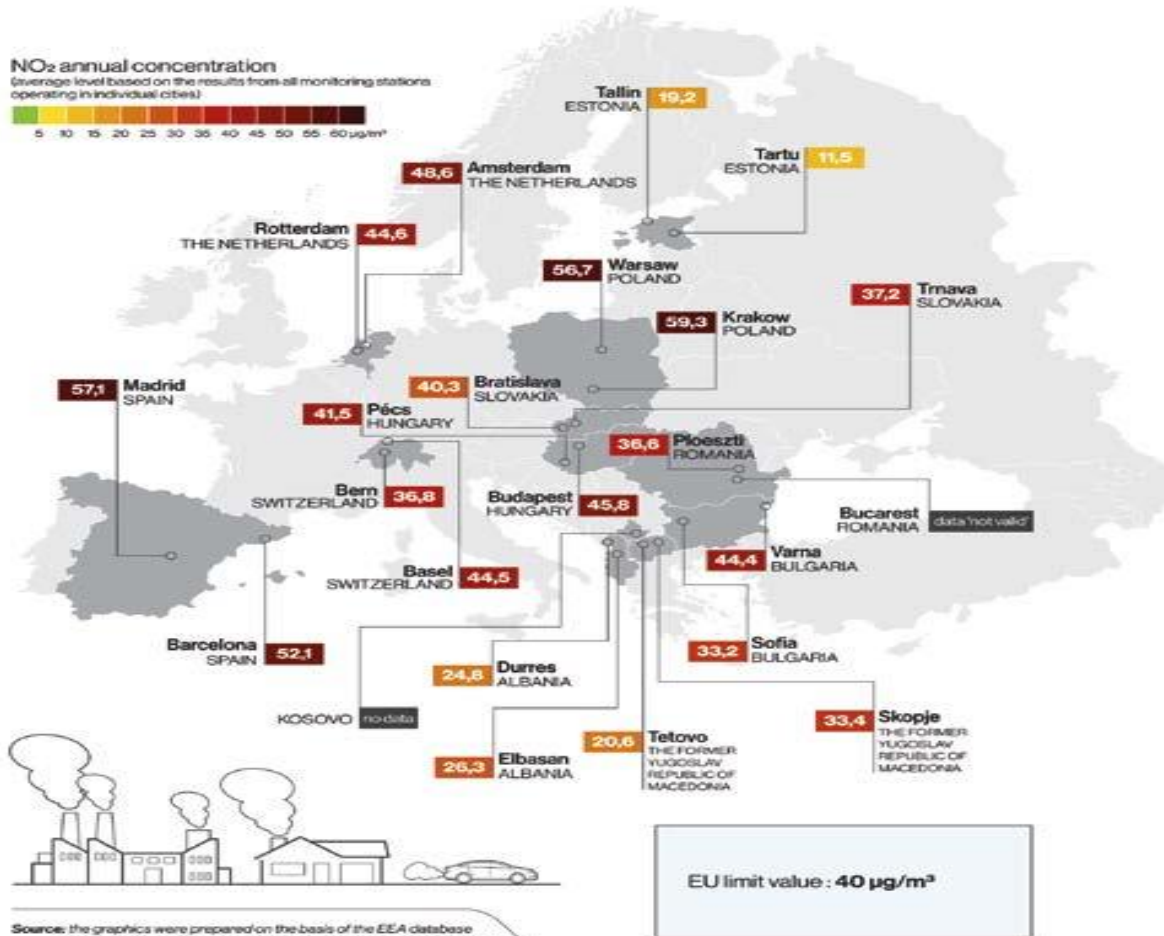 NO₂ annual concentration
(average level based on the results from all monitoring stations
operating in individual cities)
5 10 15 20 25 30 35 40 45 50 55 60 µg/m³
Tallin
ESTONIA
19,2
Tartu
ESTONIA
11,5
48,6
Amsterdam
THE NETHERLANDS
Rotterdam
THE NETHERLANDS
44,6
56,7
Warsaw
POLAND
37,2
Trnava
SLOVAKIA
59,3
Krakow
POLAND
57,1
Madrid
SPAIN
40,3
Bratislava
SLOVAKIA
41,5
Pécs
HUNGARY
36,6
Ploeszti
ROMANIA
Bern
SWITZERLAND
36,8
Budapest
HUNGARY
45,8
Bucarest
ROMANIA
data 'not valid'
44,4
Varna
BULGARIA
Basel
SWITZERLAND
44,5
Barcelona
SPAIN
52,1
33,2
Sofia
BULGARIA
24,8
Durres
ALBANIA
KOSOVO
no data
33,4
Skopje
THE FORMER
YUGOSLAV
REPUBLIC OF
MACEDONIA
20,6
Tetovo
THE FORMER
YUGOSLAV
REPUBLIC OF
MACEDONIA
26,3
Elbasan
ALBANIA
EU limit value : 40 µg/m³
Source: the graphics were prepared on the basis of the EEA database